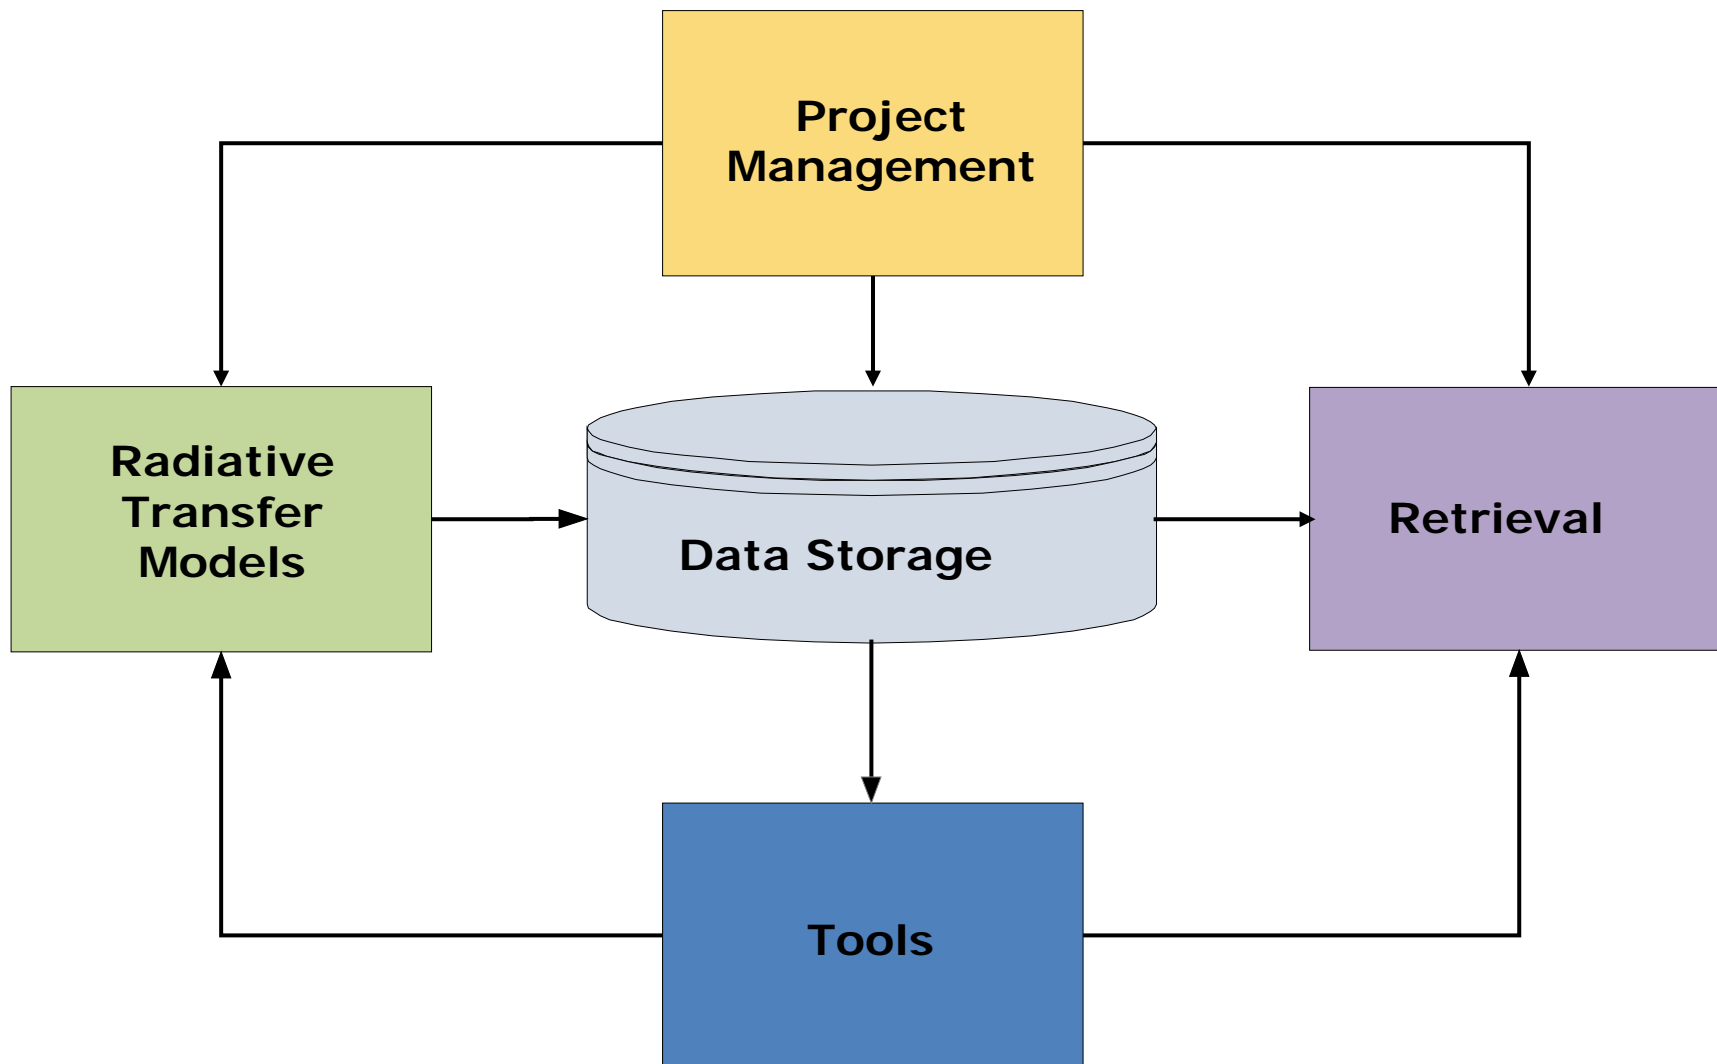 Project
Management
Radiative
Transfer
Models
Data Storage
Retrieval
Tools